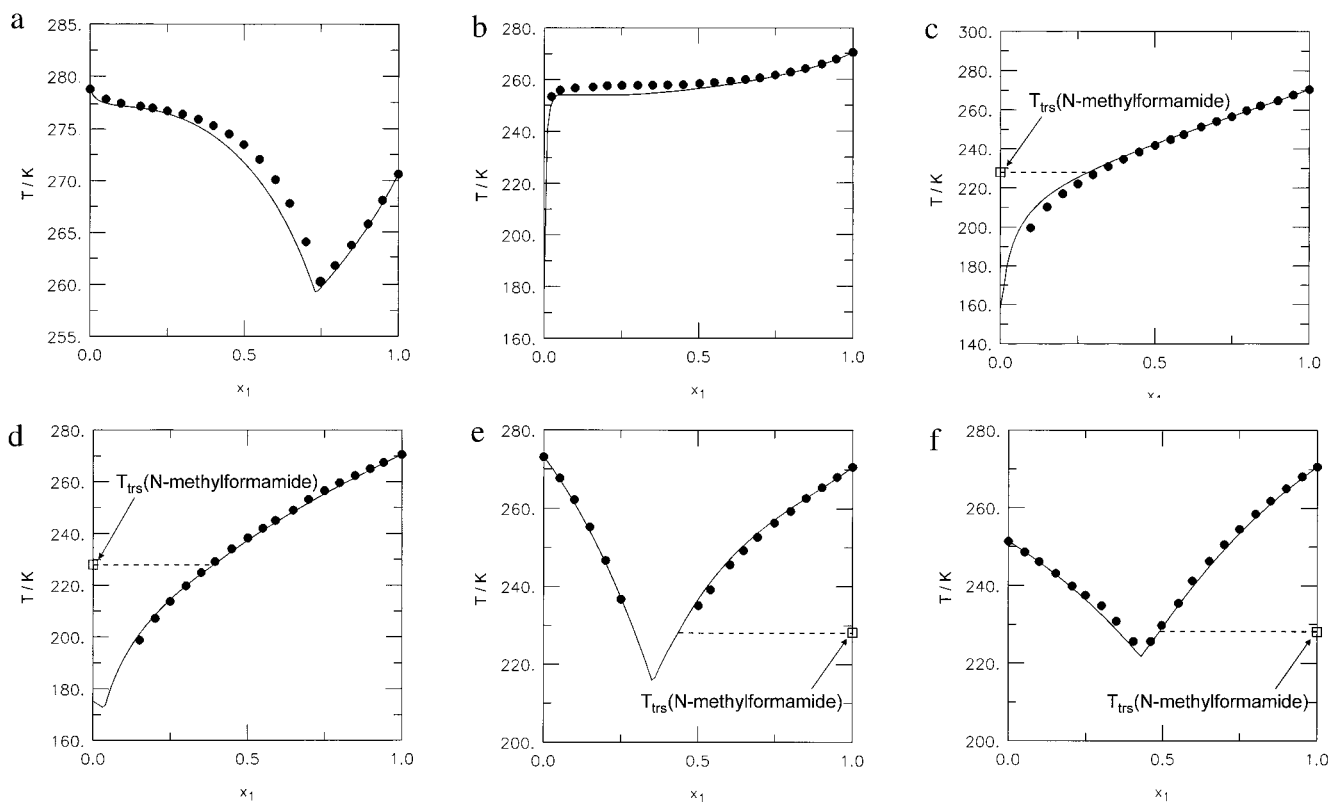 a
285.
280.
275.
270.
265.
260.
255.
T / K
0.0
0.5
1.0
x1
b
280.
260.
240.
220.
200.
180.
160.
T / K
0.0
0.5
1.0
x1
c
300.
280.
260.
240.
220.
200.
180.
160.
140.
T / K
Ttrs(N-methylformamide)
0.0
0.5
1.0
x1
d
280.
260.
240.
220.
200.
180.
160.
T / K
Ttrs(N-methylformamide)
0.0
0.5
1.0
x1
e
280.
260.
240.
220.
200.
T / K
Ttrs(N-methylformamide)
0.0
0.5
1.0
x1
f
280.
260.
240.
220.
200.
T / K
Ttrs(N-methylformamide)
0.0
0.5
1.0
x1